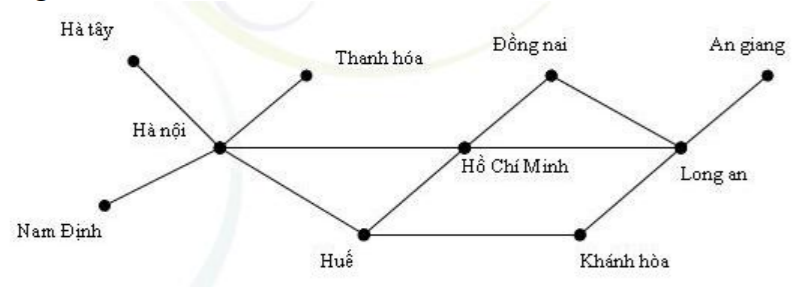 Hà tây
Thanh hóa
Đồng nai
An giang
Hà nội
Hồ Chí Minh
Long an
Nam Định
Huế
Khánh hòa